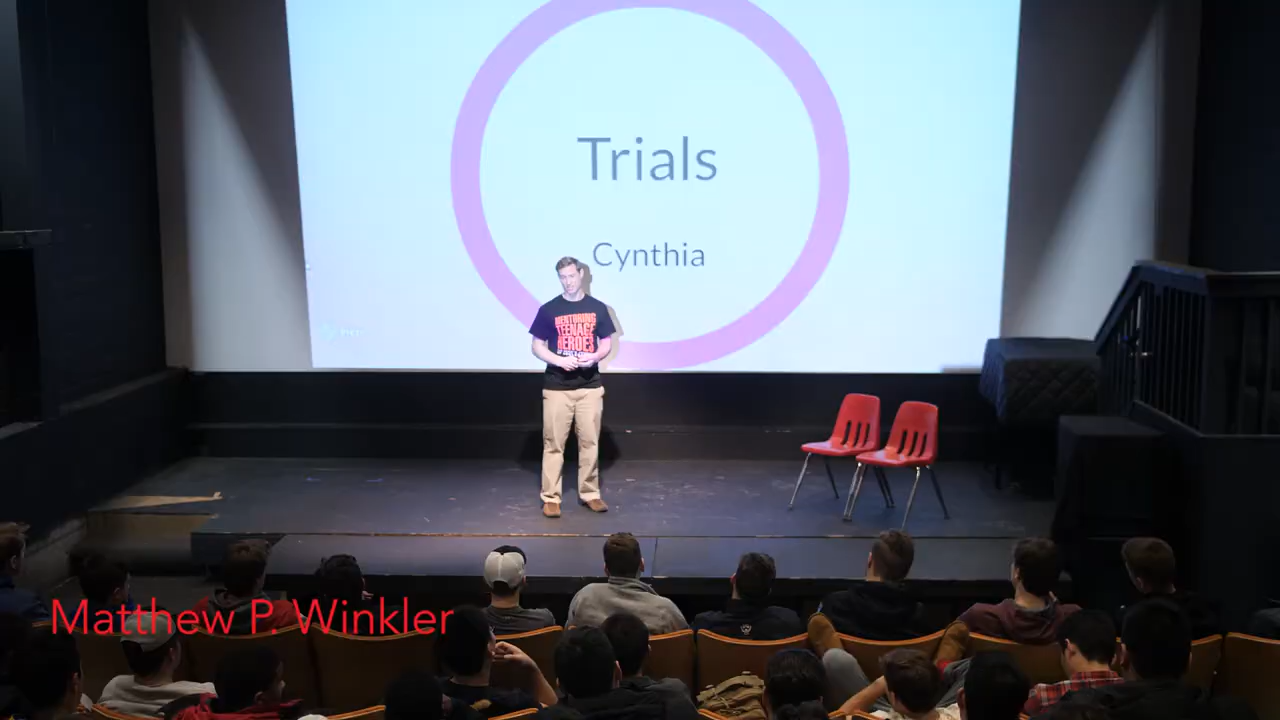 Trials
Cynthia
MENTORING
TEENAGE
HEROES
Matthew P. Winkler